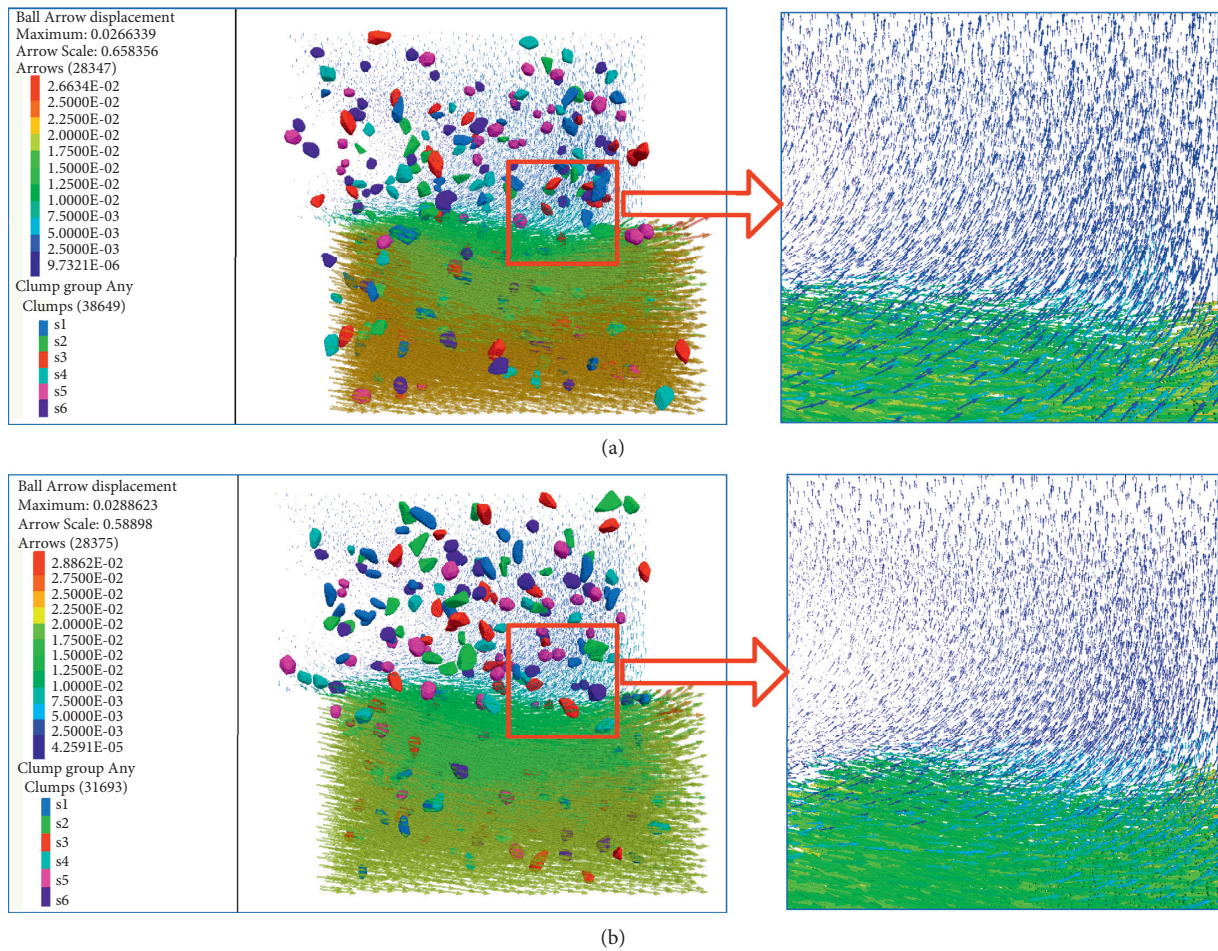 Ball Arrow displacement
Maximum: 0.0266339
Arrow Scale: 0.658356
Arrows (28347)
2.6634E-02
2.5000E-02
2.2500E-02
2.0000E-02
1.7500E-02
1.5000E-02
1.2500E-02
1.0000E-02
7.5000E-03
5.0000E-03
2.5000E-03
9.7321E-06
Clump group Any
Clumps (38649)
s1
s2
s3
s4
s5
s6
(a)
Ball Arrow displacement
Maximum: 0.0288623
Arrow Scale: 0.58898
Arrows (28375)
2.8862E-02
2.7500E-02
2.5000E-02
2.2500E-02
2.0000E-02
1.7500E-02
1.5000E-02
1.2500E-02
1.0000E-02
7.5000E-03
5.0000E-03
2.5000E-03
4.2591E-05
Clump group Any
Clumps (31693)
s1
s2
s3
s4
s5
s6
(b)